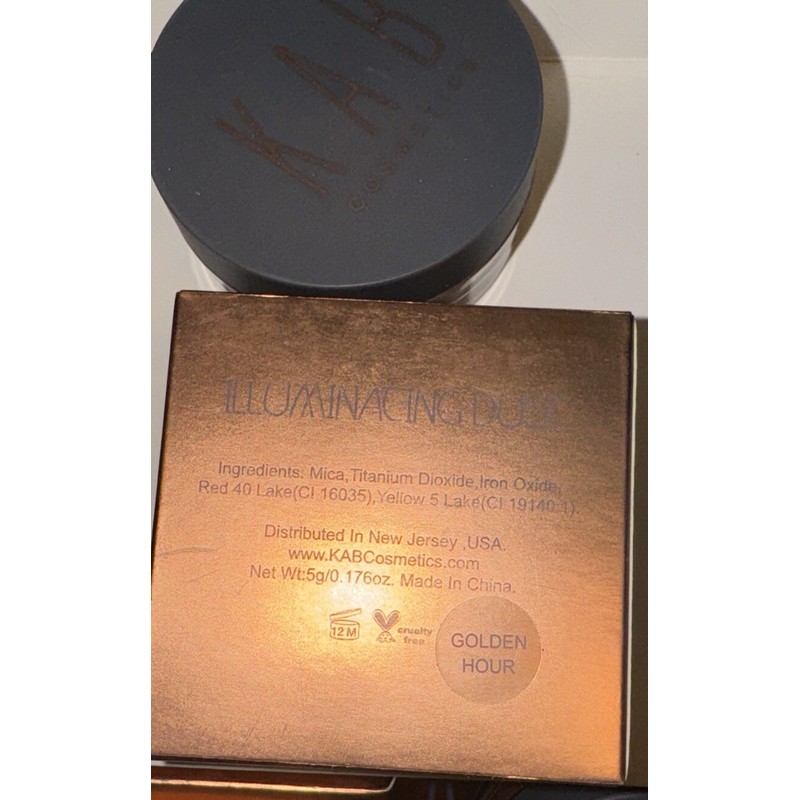 KAB
COSMETICS
ILLUMINATING DUST
Ingredients: Mica,Titanium Dioxide,Iron Oxide,
Red 40 Lake(CI 16035),Yellow 5 Lake(CI 19140:1).
Distributed In New Jersey ,USA.
www.KABCosmetics.com
Net Wt:5g/0.176oz. Made In China.
12 M
cruelty
free
GOLDEN
HOUR